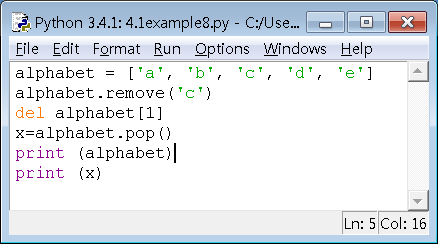 Python 3.4.1: 4.1example8.py - C:/Use...
File Edit Format Run Options Windows Help
alphabet = ['a', 'b', 'c', 'd', 'e']
alphabet.remove('c')
del alphabet[1]
x=alphabet.pop()
print (alphabet)
print (x)
Ln: 5 Col: 16